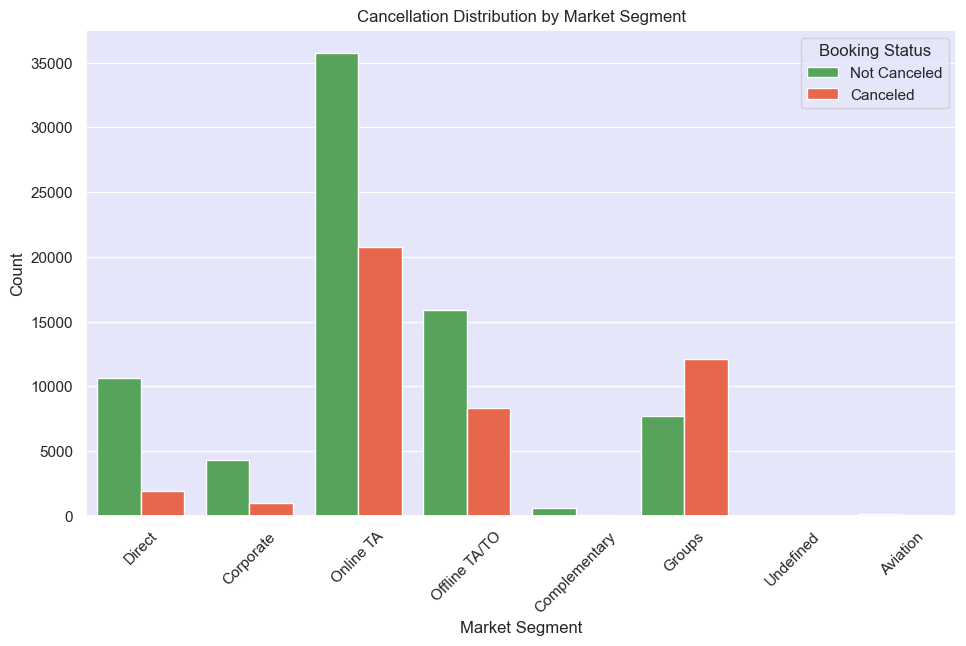 Cancellation Distribution by Market Segment
Booking Status
Not Canceled
Canceled
Count
35000
30000
25000
20000
15000
10000
5000
0
Direct
Corporate
Online TA
Offline TA/TO
Complementary
Groups
Undefined
Aviation
Market Segment